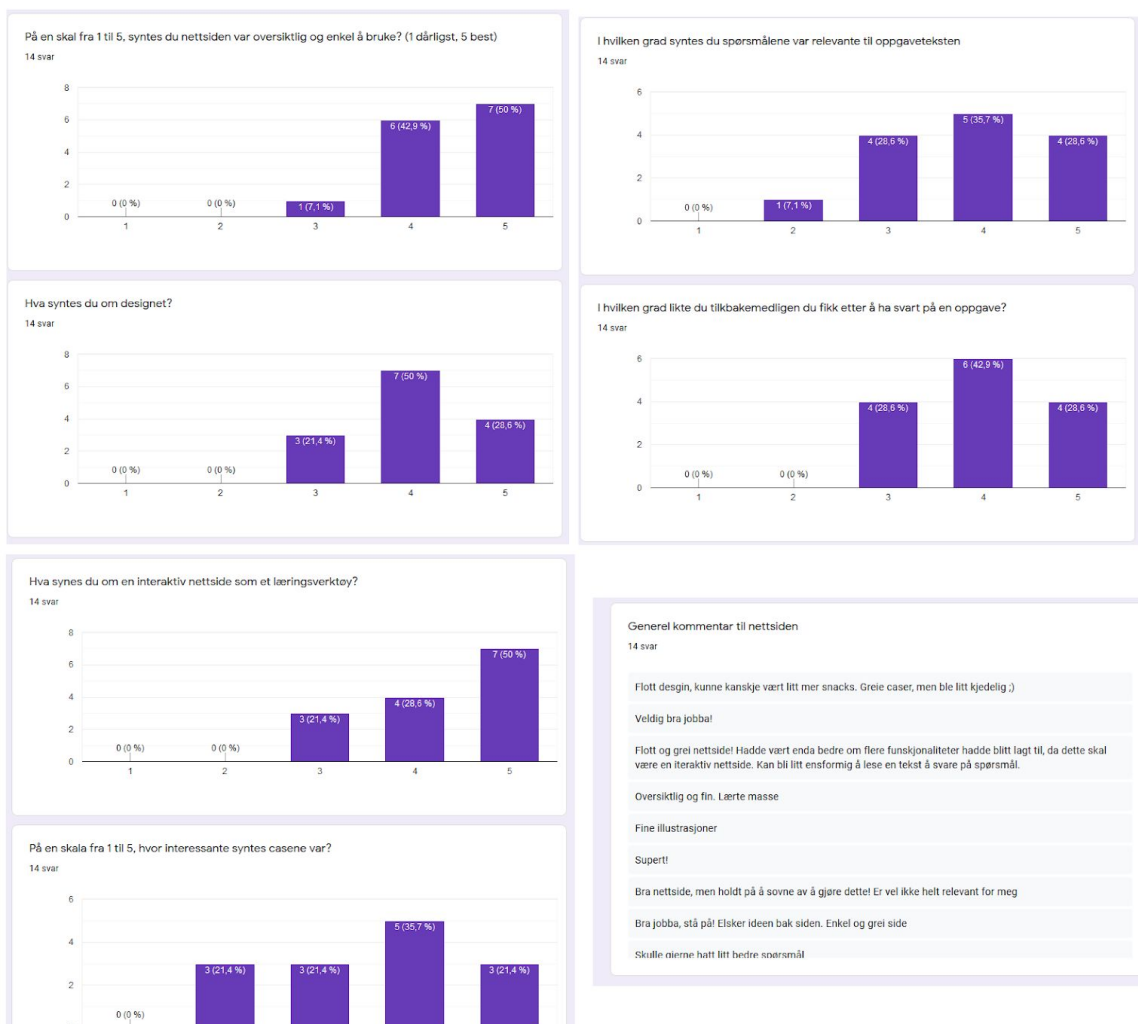 På en skal fra 1 til 5, syntes du nettsiden var oversiktlig og enkel å bruke? (1 dårligst, 5 best)
14 svar
8
6
4
2
0
0 (0 %)
0 (0 %)
1 (7,1 %)
6 (42,9 %)
7 (50 %)
1 2 3 4 5
Hva syntes du om designet?
14 svar
8
6
4
2
0
0 (0 %)
0 (0 %)
3 (21,4 %)
7 (50 %)
4 (28,6 %)
1 2 3 4 5
I hvilken grad syntes du spørsmålene var relevante til oppgaveteksten
14 svar
6
4
2
0
0 (0 %)
1 (7,1 %)
4 (28,6 %)
5 (35,7 %)
4 (28,6 %)
1 2 3 4 5
I hvilken grad likte du tilkbakemedligen du fikk etter å ha svart på en oppgave?
14 svar
6
4
2
0
0 (0 %)
0 (0 %)
4 (28,6 %)
6 (42,9 %)
4 (28,6 %)
1 2 3 4 5
Hva synes du om en interaktiv nettside som et læringsverktøy?
14 svar
8
6
4
2
0
0 (0 %)
0 (0 %)
3 (21,4 %)
4 (28,6 %)
7 (50 %)
1 2 3 4 5
På en skala fra 1 til 5, hvor interessante syntes casene var?
14 svar
6
4
2
0 (0 %)
3 (21,4 %)
3 (21,4 %)
5 (35,7 %)
3 (21,4 %)
Generel kommentar til nettsiden
14 svar
Flott desgin, kunne kanskje vært litt mer snacks. Greie caser, men ble litt kjedelig ;)
Veldig bra jobba!
Flott og grei nettside! Hadde vært enda bedre om flere funskjonaliteter hadde blitt lagt til, da dette skal
være en iteraktiv nettside. Kan bli litt ensformig å lese en tekst å svare på spørsmål.
Oversiktlig og fin. Lærte masse
Fine illustrasjoner
Supert!
Bra nettside, men holdt på å sovne av å gjøre dette! Er vel ikke helt relevant for meg
Bra jobba, stå på! Elsker ideen bak siden. Enkel og grei side
Skulle gjerne hatt litt bedre spørsmål